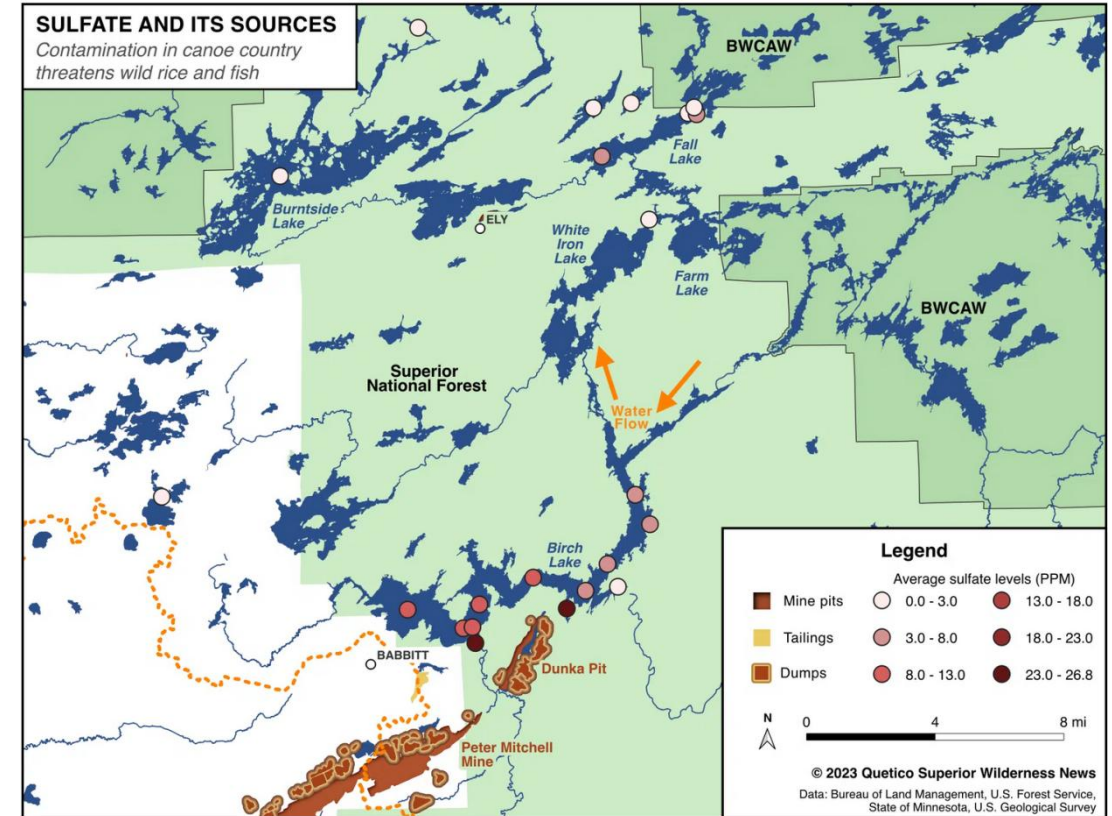 SULFATE AND ITS SOURCES
Contamination in canoe country
threatens wild rice and fish
BWCAW
Fall
Lake
Burntside
Lake
ELY
White
Iron
Lake
Farm
Lake
BWCAW
Superior
National Forest
Water
Flow
Birch
Lake
BABBITT
Dunka Pit
Peter Mitchell
Mine
Legend
Average sulfate levels (PPM)
Mine pits
0.0 - 3.0
13.0 - 18.0
Tailings
3.0 - 8.0
18.0 - 23.0
Dumps
8.0 - 13.0
23.0 - 26.8
N
0 4 8 mi
© 2023 Quetico Superior Wilderness News
Data: Bureau of Land Management, U.S. Forest Service,
State of Minnesota, U.S. Geological Survey